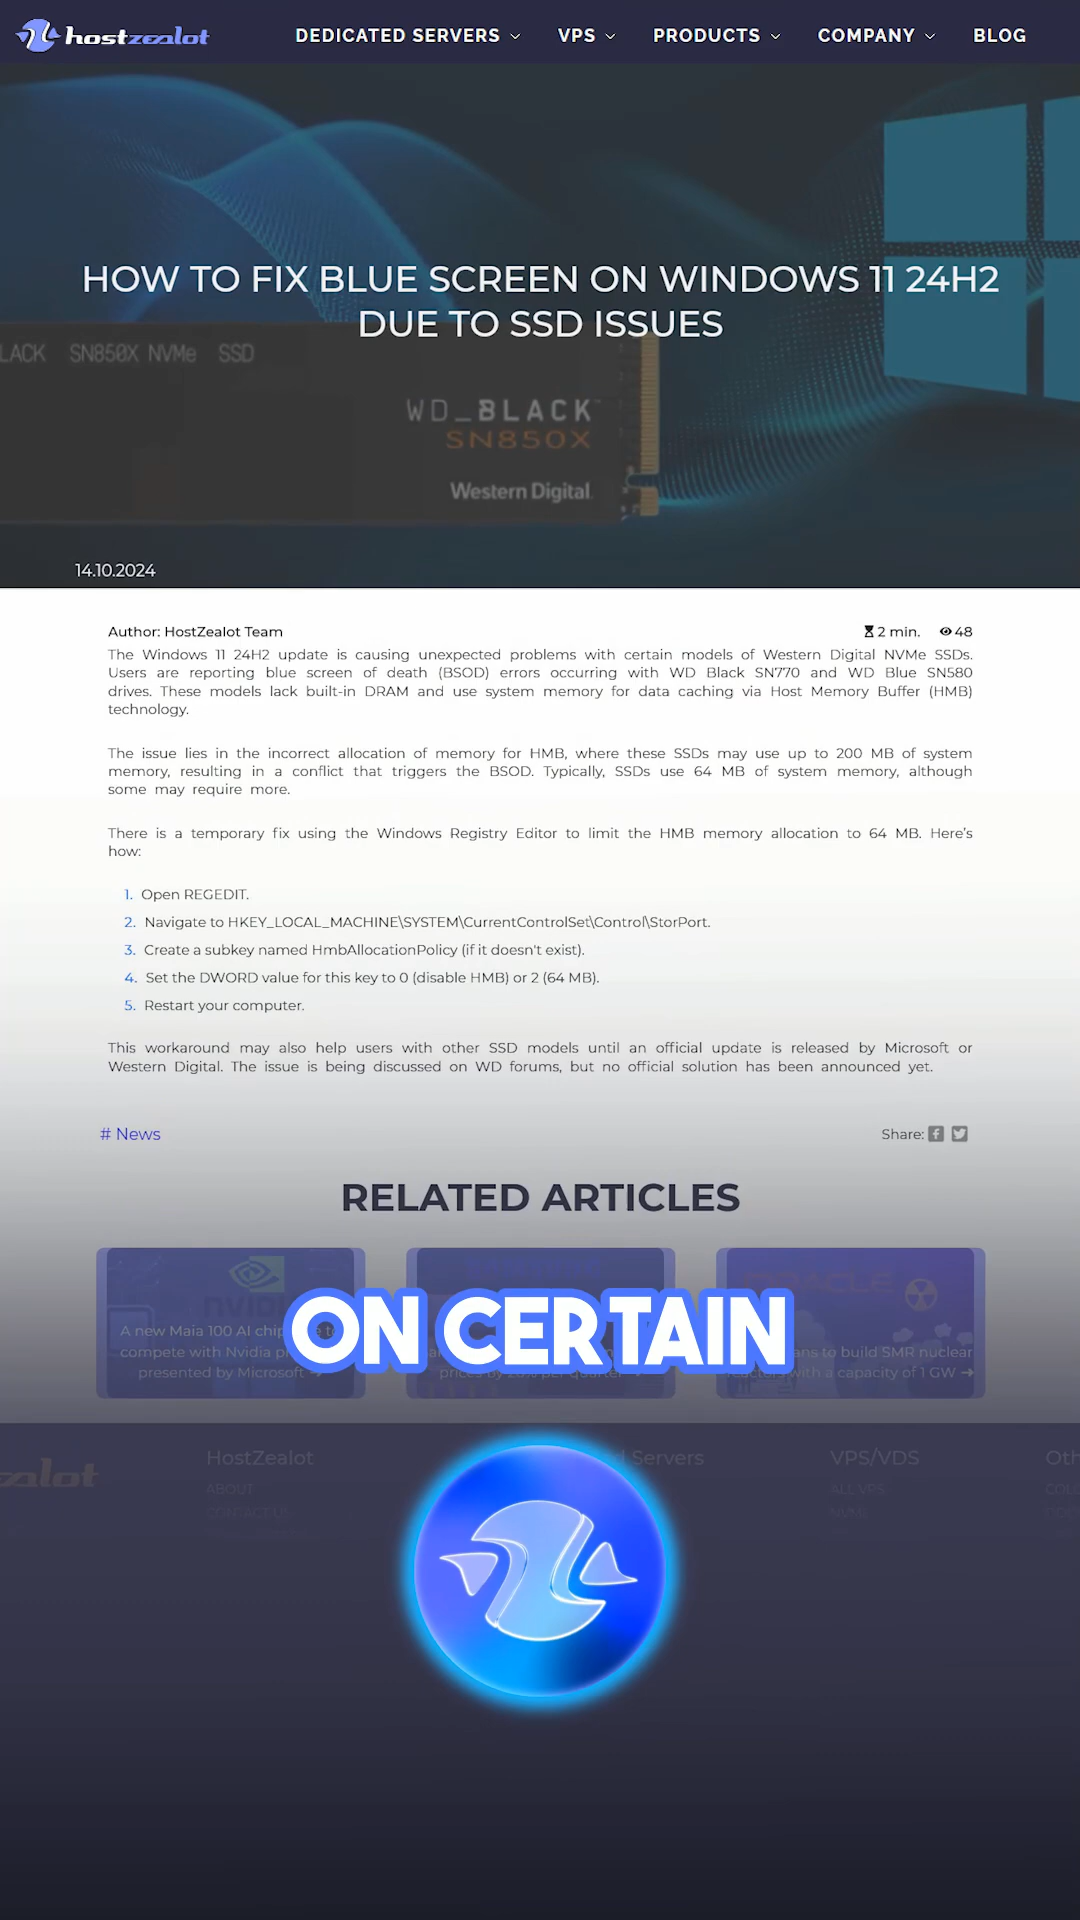 hostzealot
DEDICATED SERVERS
VPS
PRODUCTS
COMPANY
BLOG
HOW TO FIX BLUE SCREEN ON WINDOWS 11 24H2
DUE TO SSD ISSUES
LACK SN850X NVMe SSD
WD_BLACK
SN850X
Western Digital
14.10.2024
Author: HostZealot Team
2 min.
48
The Windows 11 24H2 update is causing unexpected problems with certain models of Western Digital NVMe SSDs.
Users are reporting blue screen of death (BSOD) errors occurring with WD Black SN770 and WD Blue SN580
drives. These models lack built-in DRAM and use system memory for data caching via Host Memory Buffer (HMB)
technology.
The issue lies in the incorrect allocation of memory for HMB, where these SSDs may use up to 200 MB of system
memory, resulting in a conflict that triggers the BSOD. Typically, SSDs use 64 MB of system memory, although
some may require more.
There is a temporary fix using the Windows Registry Editor to limit the HMB memory allocation to 64 MB. Here's
how:
1. Open REGEDIT.
2. Navigate to HKEY_LOCAL_MACHINE\SYSTEM\CurrentControlSet\Control\StorPort.
3. Create a subkey named HmbAllocationPolicy (if it doesn't exist).
4. Set the DWORD value for this key to 0 (disable HMB) or 2 (64 MB).
5. Restart your computer.
This workaround may also help users with other SSD models until an official update is released by Microsoft or
Western Digital. The issue is being discussed on WD forums, but no official solution has been announced yet.
# News
Share:
RELATED ARTICLES
A new Maia 100 AI chip
compete with Nvidia
presented by Microsoft →
prices by
per quarter
ORACLE
to build SMR nuclear
reactors with a capacity of 1 GW →
ON CERTAIN
zealot
HostZealot
ABOUT
CONTACT US
Servers
VPS/VDS
ALL VPS
NVME